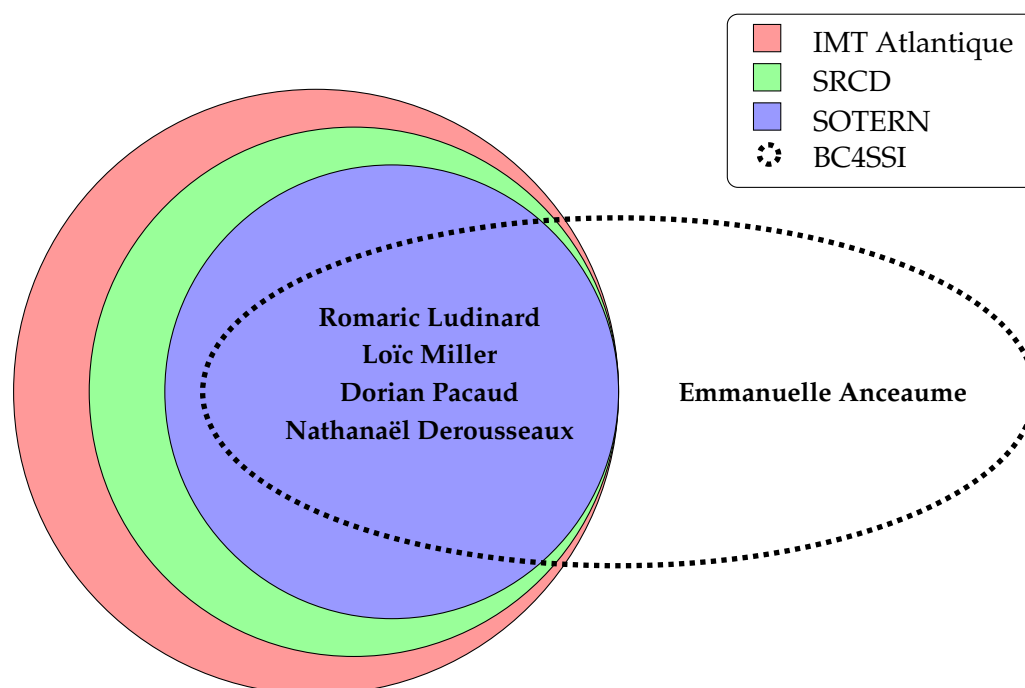 IMT Atlantique
SRCD
SOTERN
BC4SSI
Romaric Ludinard
Loïc Miller
Dorian Pacaud
Emmanuelle Anceaume
Nathanaël Derousseaux